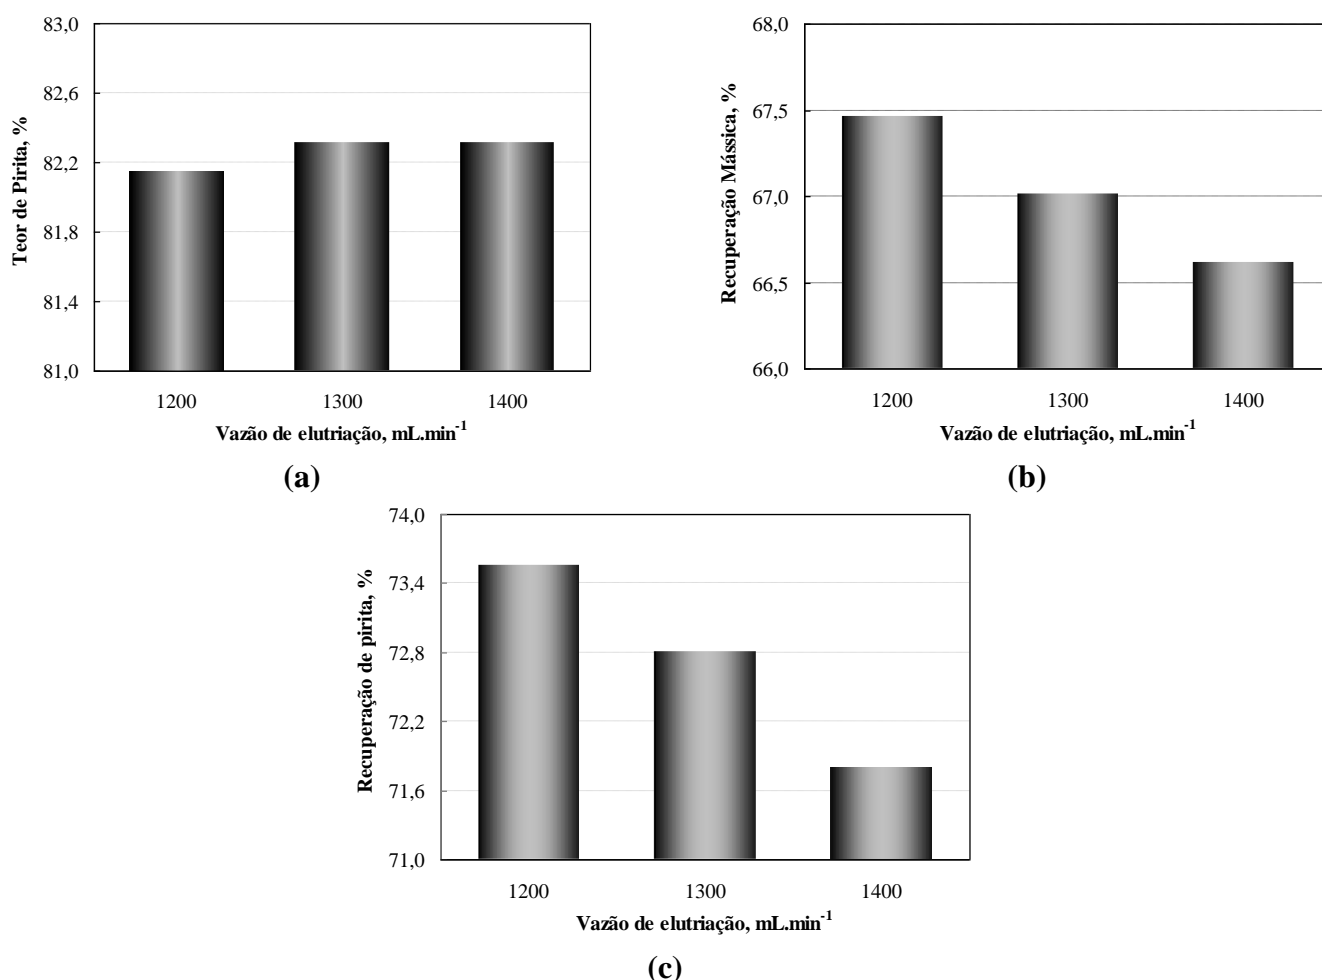 Teor de Pirita, %
83,0
82,6
82,2
81,8
81,4
81,0
1200 1300 1400
Vazão de elutriação, mL.min⁻¹
(a)
Recuperação Mássica, %
68,0
67,5
67,0
66,5
66,0
1200 1300 1400
Vazão de elutriação, mL.min⁻¹
(b)
Recuperação de pirita, %
74,0
73,4
72,8
72,2
71,6
71,0
1200 1300 1400
Vazão de elutriação, mL.min⁻¹
(c)